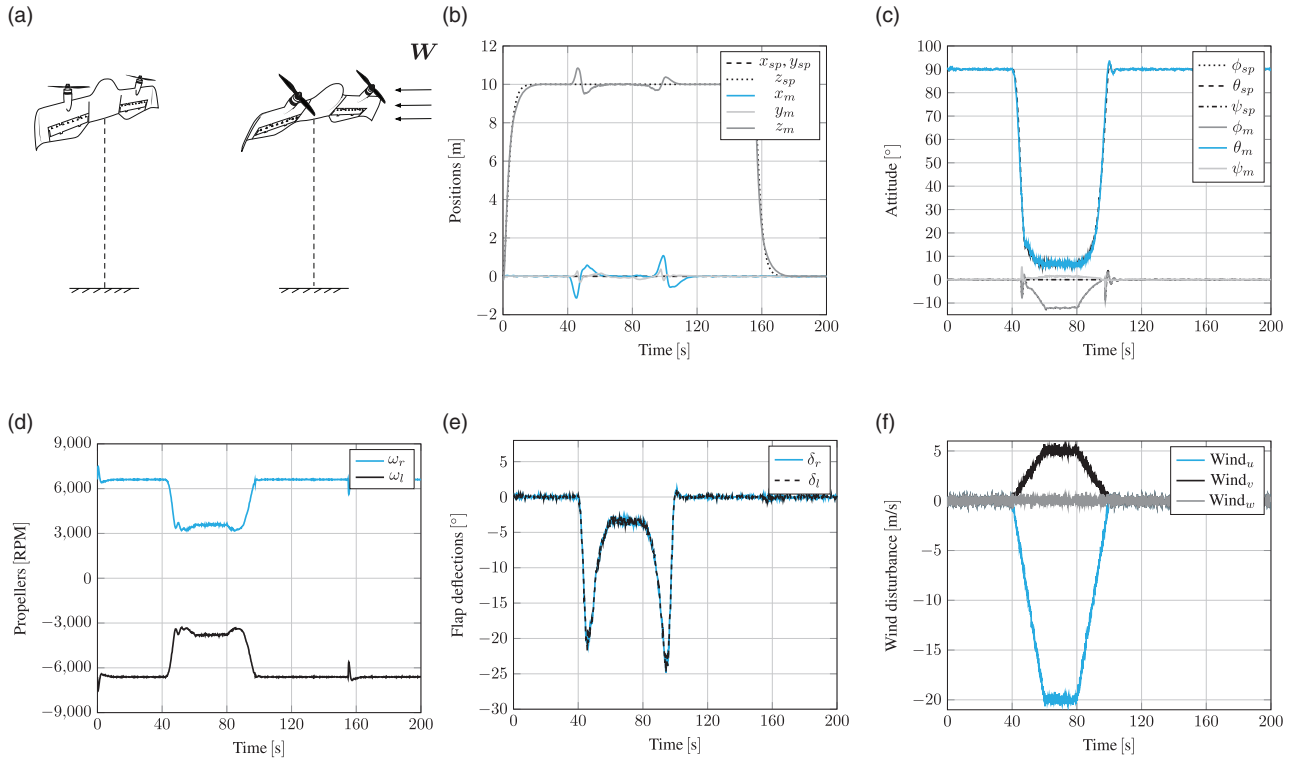 (a)
W
(b)
12
10
8
6
4
2
0
−2
0
40
80
120
160
200
Positions [m]
Time [s]
x_sp, y_sp
z_sp
x_m
y_m
z_m
(c)
100
90
80
70
60
50
40
30
20
10
0
−10
0
40
80
120
160
200
Attitude [°]
Time [s]
ϕ_sp
θ_sp
ψ_sp
ϕ_m
θ_m
ψ_m
(d)
9,000
6,000
3,000
0
−3,000
−6,000
−9,000
0
40
80
120
160
200
Propellers [RPM]
Time [s]
ω_r
ω_l
(e)
5
0
−5
−10
−15
−20
−25
−30
0
40
80
120
160
200
Flap deflections [°]
Time [s]
δ_r
δ_l
(f)
5
0
−5
−10
−15
−20
0
40
80
120
160
200
Wind disturbance [m/s]
Time [s]
Wind_u
Wind_v
Wind_w